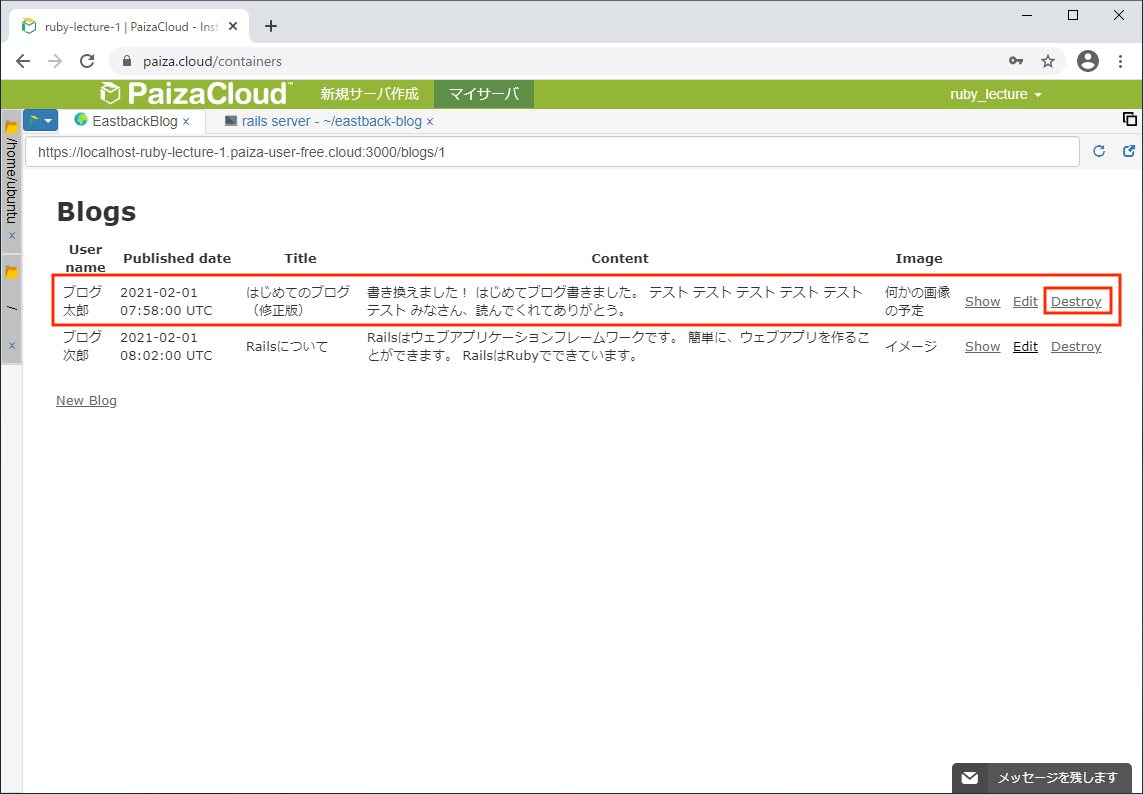 ruby-lecture-1 | PaizaCloud - Inst
paiza.cloud/containers
PaizaCloud™ 新規サーバ作成 マイサーバ ruby_lecture
EastbackBlog × rails server - ~/eastback-blog ×
/home/ubuntu ×
/ ×
https://localhost-ruby-lecture-1.paiza-user-free.cloud:3000/blogs/1
Blogs
User name Published date Title Content Image
ブログ 2021-02-01 はじめてのブログ 書き換えました！ はじめてブログ書きました。 テスト テスト テスト テスト テスト 何かの画像 Show Edit Destroy
太郎 07:58:00 UTC （修正版） テスト みなさん、読んでくれてありがとう。 の予定
ブログ 2021-02-01 Railsについて Railsはウェブアプリケーションフレームワークです。 簡単に、ウェブアプリを作るこ イメージ Show Edit Destroy
次郎 08:02:00 UTC とができます。 RailsはRubyでできています。
New Blog
メッセージを残します